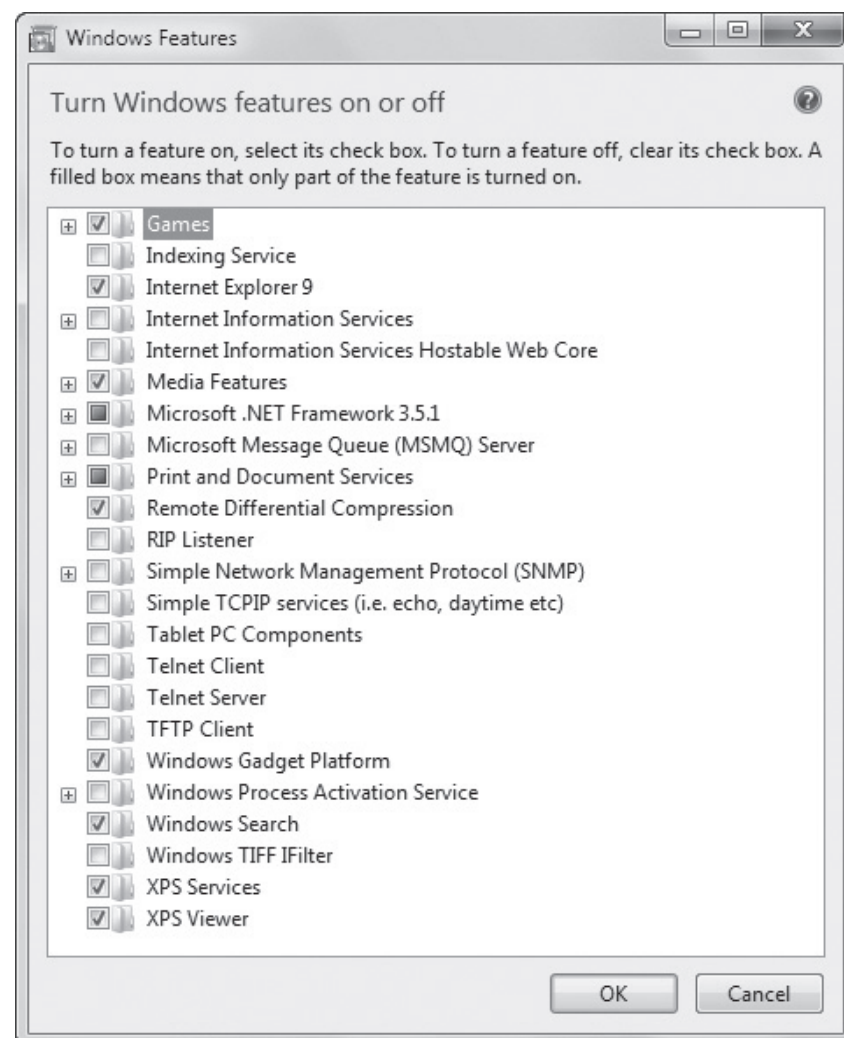 Windows Features
Turn Windows features on or off
To turn a feature on, select its check box. To turn a feature off, clear its check box. A
filled box means that only part of the feature is turned on.
Games
Indexing Service
Internet Explorer 9
Internet Information Services
Internet Information Services Hostable Web Core
Media Features
Microsoft .NET Framework 3.5.1
Microsoft Message Queue (MSMQ) Server
Print and Document Services
Remote Differential Compression
RIP Listener
Simple Network Management Protocol (SNMP)
Simple TCPIP services (i.e. echo, daytime etc)
Tablet PC Components
Telnet Client
Telnet Server
TFTP Client
Windows Gadget Platform
Windows Process Activation Service
Windows Search
Windows TIFF IFilter
XPS Services
XPS Viewer
OK
Cancel